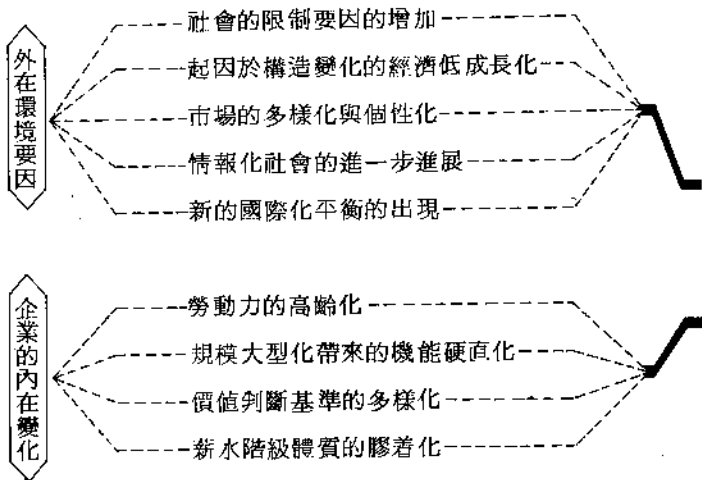 外在環境要因
社會的限制要因的增加
起因於構造變化的經濟低成長化
市場的多樣化與個性化
情報化社會的進一步進展
新的國際化平衡的出現
企業的內在變化
勞動力的高齡化
規模大型化帶來的機能硬直化
價值判斷基準的多樣化
薪水階級體質的膠着化